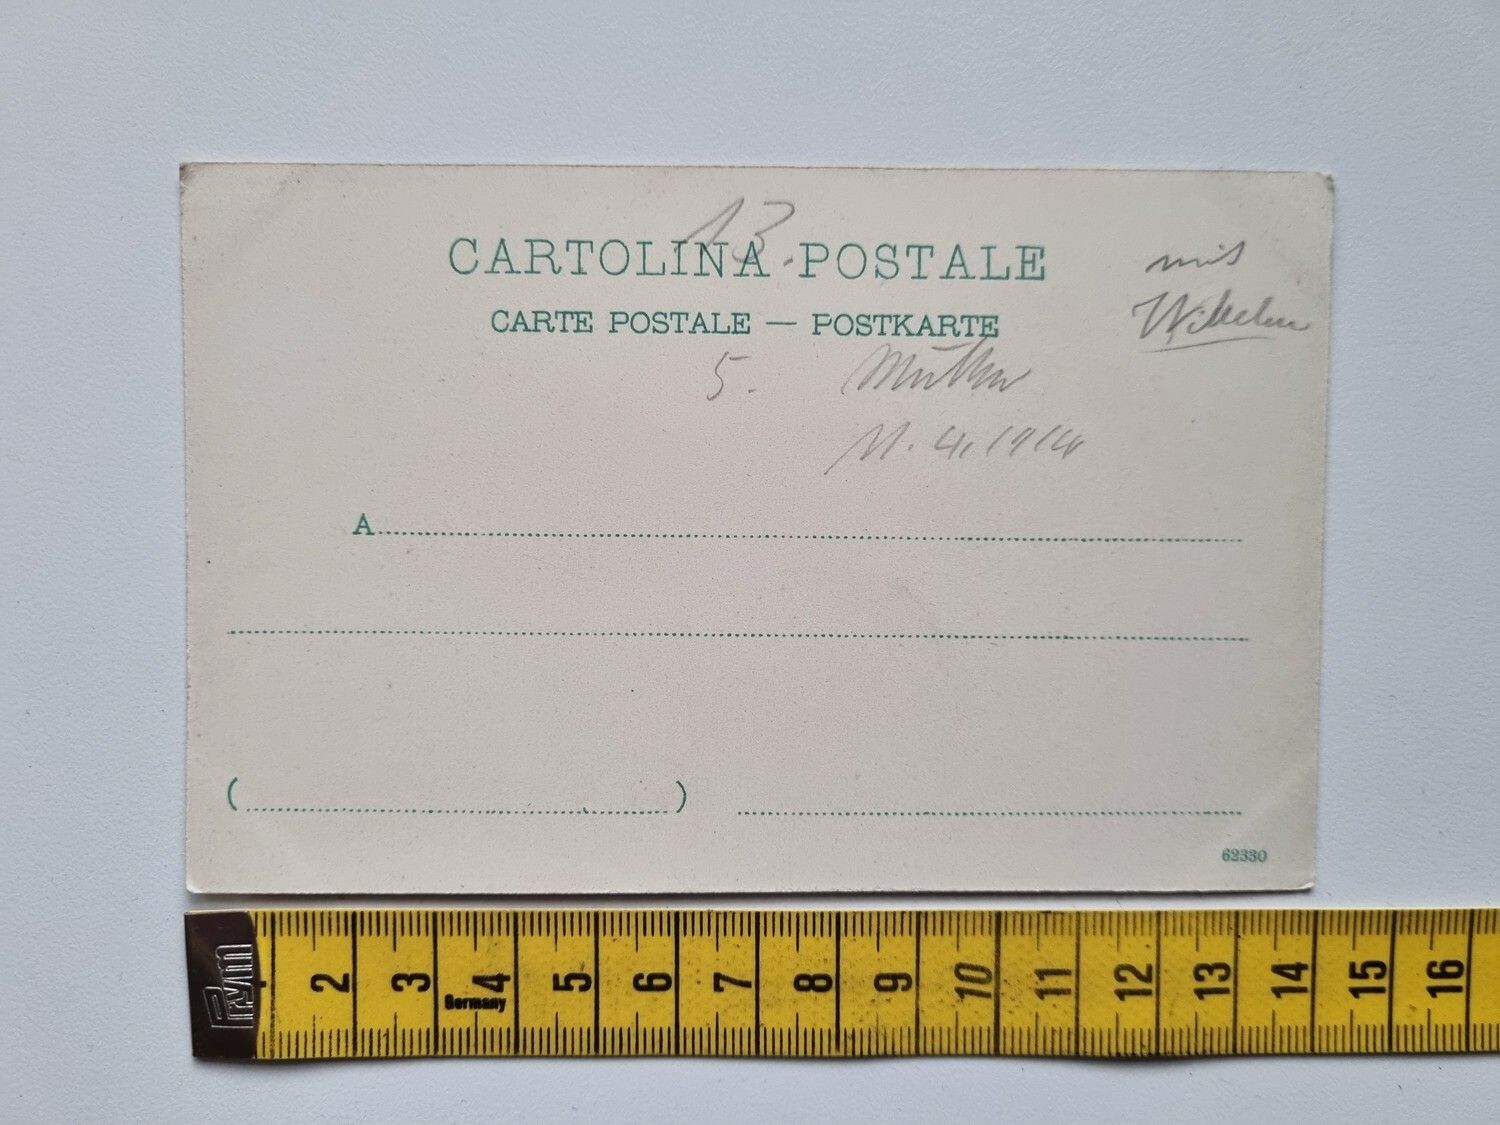 13.
CARTOLINA POSTALE
CARTE POSTALE — POSTKARTE
mit
Wilhelm
5.
11. 4. 1914
A
( )
62330
Prym
2 3 4 5 6 7 8 9 10 11 12 13 14 15 16
Germany